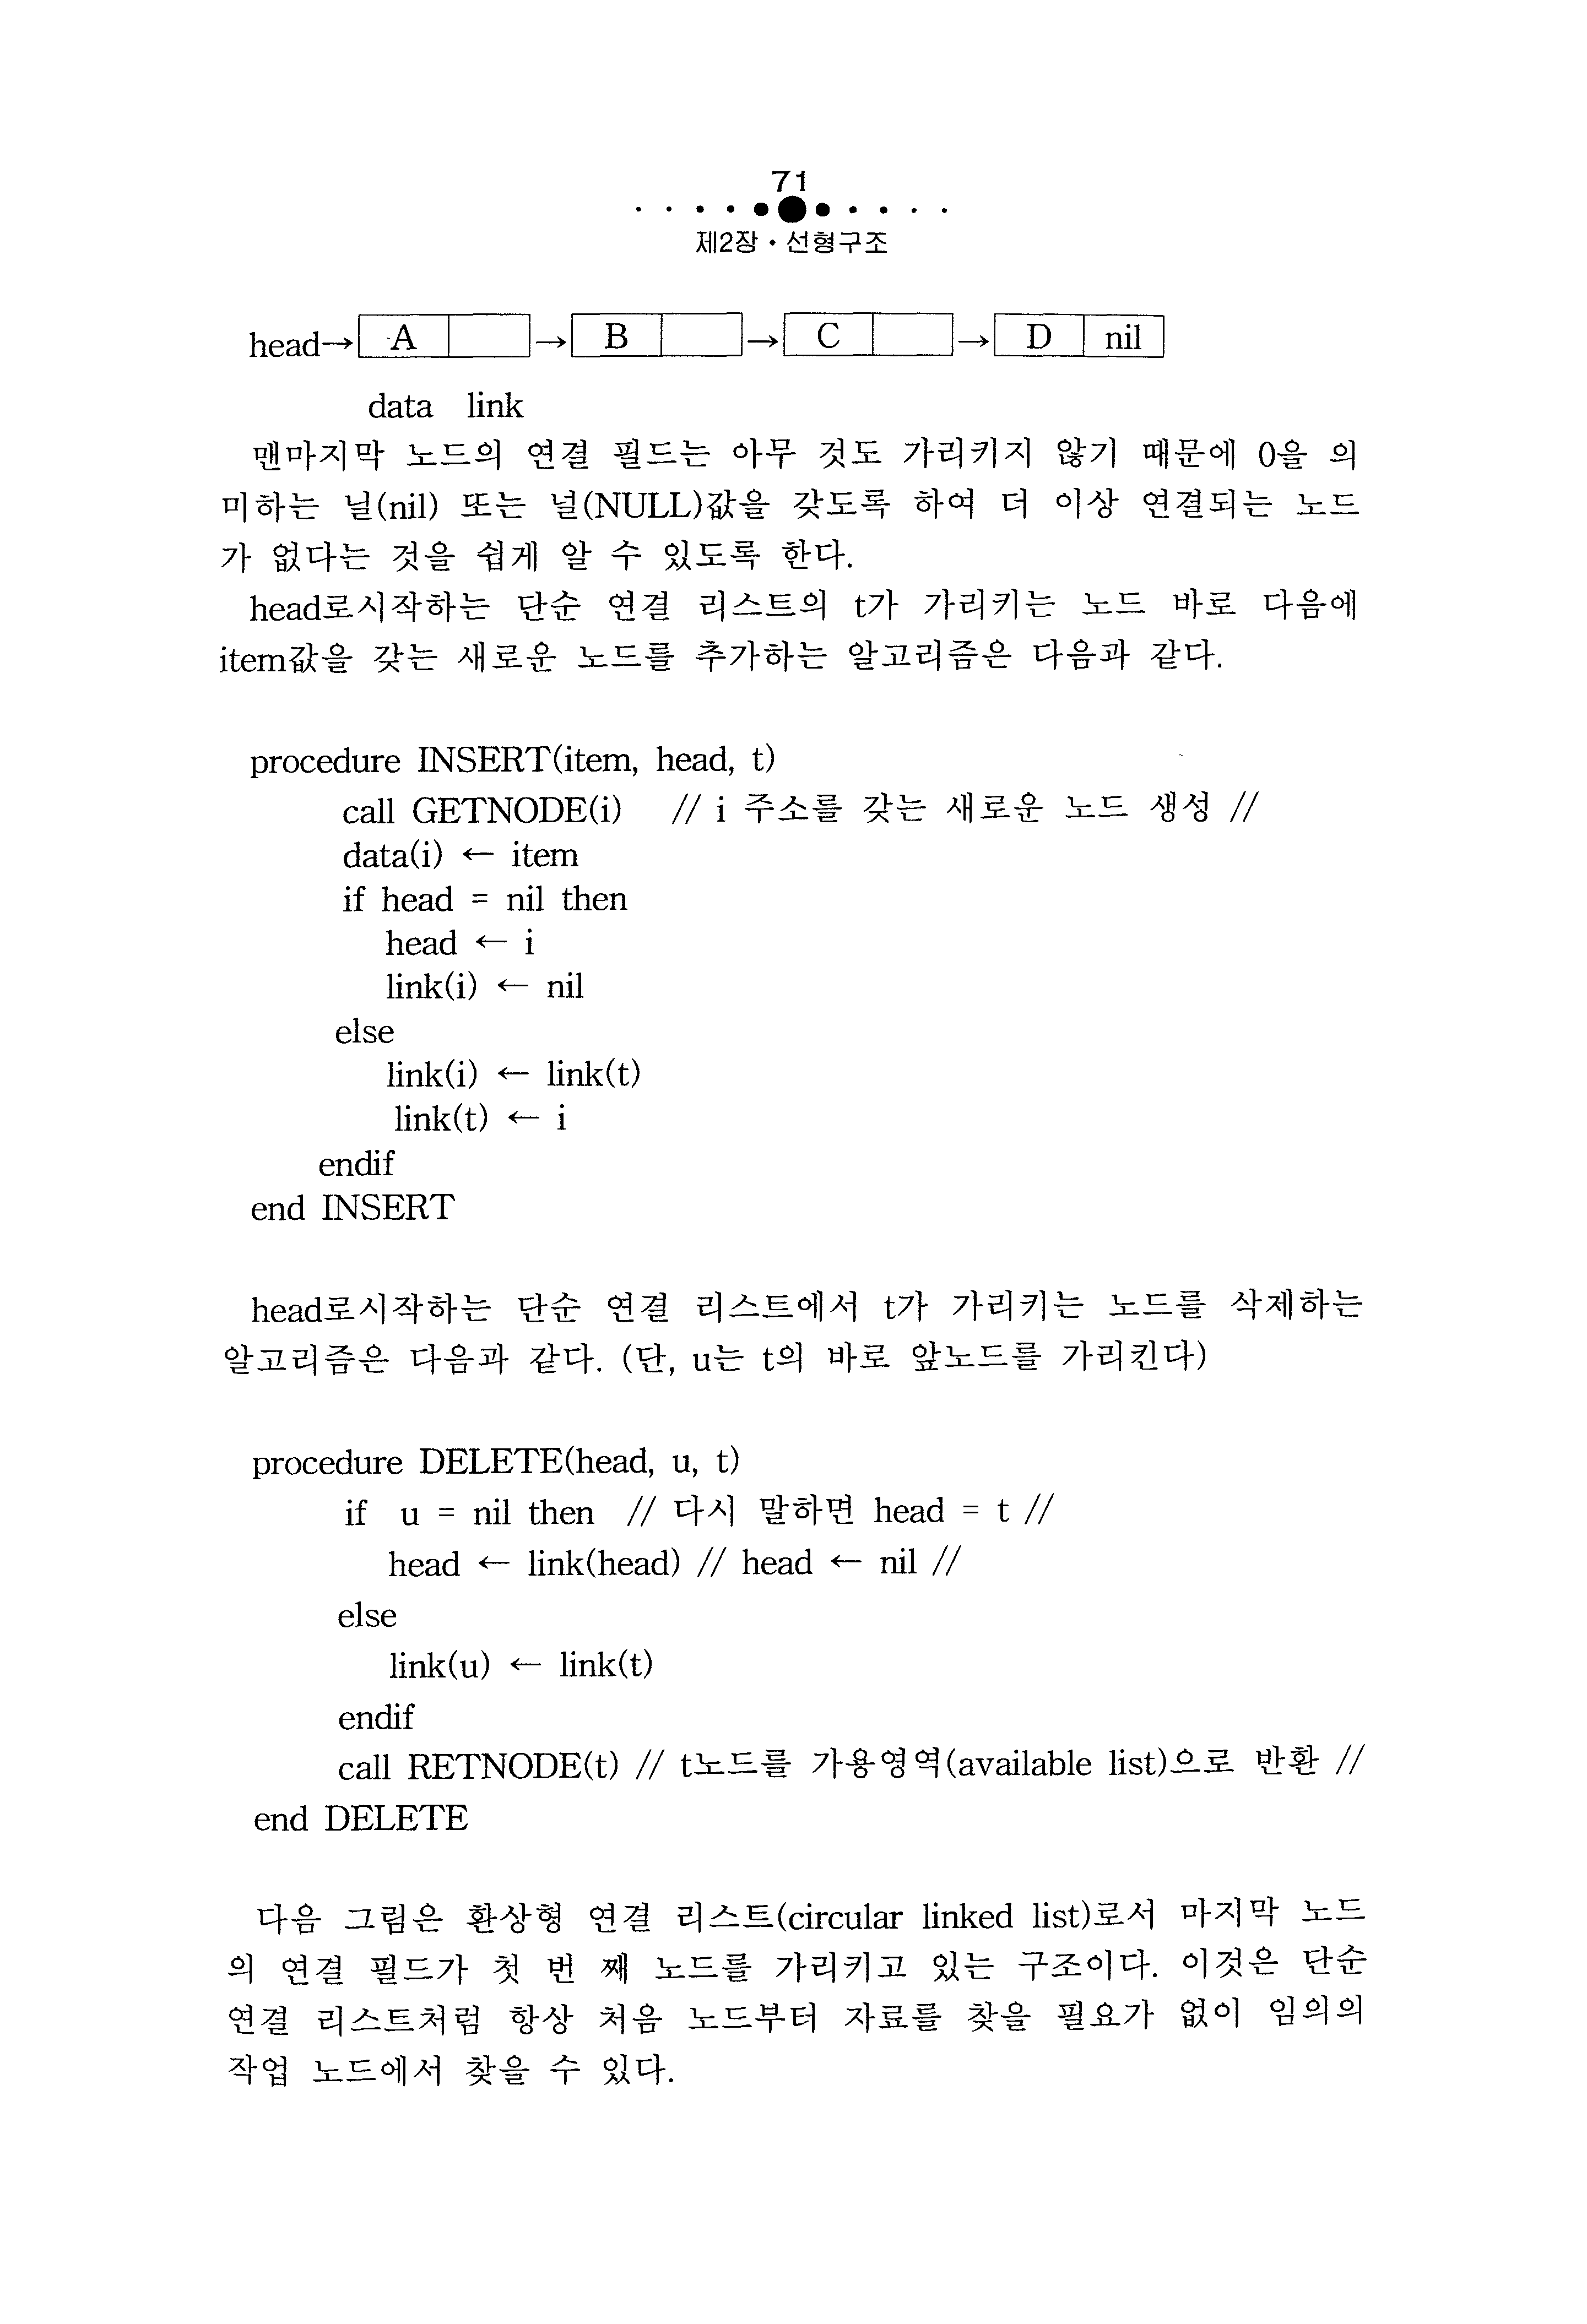 71
제2장 • 선형구조
head→ A → B → C → D nil
data link
맨마지막 노드의 연결 필드는 아무 것도 가리키지 않기 때문에 0을 의
미하는 닐(nil) 또는 널(NULL)값을 갖도록 하여 더 이상 연결되는 노드
가 없다는 것을 쉽게 알 수 있도록 한다.
head로시작하는 단순 연결 리스트의 t가 가리키는 노드 바로 다음에
item값을 갖는 새로운 노드를 추가하는 알고리즘은 다음과 같다.
procedure INSERT(item, head, t)
call GETNODE(i) // i 주소를 갖는 새로운 노드 생성 //
data(i) ← item
if head = nil then
head ← i
link(i) ← nil
else
link(i) ← link(t)
link(t) ← i
endif
end INSERT
head로시작하는 단순 연결 리스트에서 t가 가리키는 노드를 삭제하는
알고리즘은 다음과 같다. (단, u는 t의 바로 앞노드를 가리킨다)
procedure DELETE(head, u, t)
if u = nil then // 다시 말하면 head = t //
head ← link(head) // head ← nil //
else
link(u) ← link(t)
endif
call RETNODE(t) // t노드를 가용영역(available list)으로 반환 //
end DELETE
다음 그림은 환상형 연결 리스트(circular linked list)로서 마지막 노드
의 연결 필드가 첫 번 째 노드를 가리키고 있는 구조이다. 이것은 단순
연결 리스트처럼 항상 처음 노드부터 자료를 찾을 필요가 없이 임의의
작업 노드에서 찾을 수 있다.